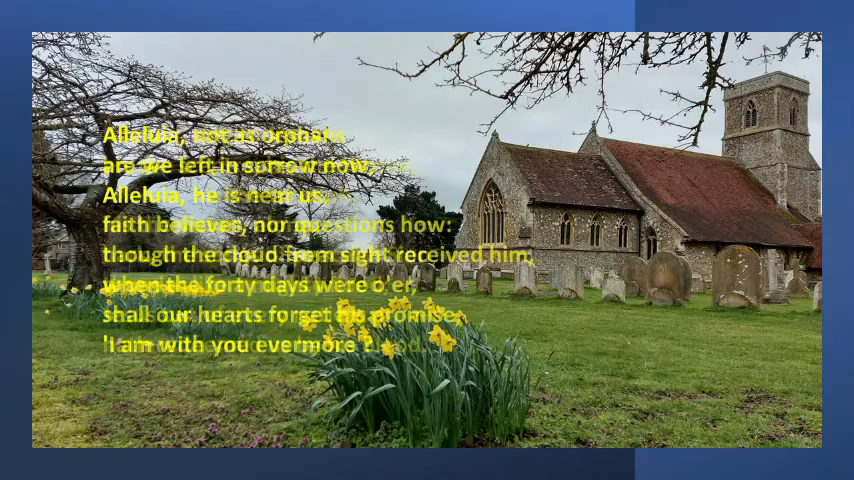 Alleluia, not as orphans
are we left in sorrow now;
Alleluia, he is near us,
faith believes, nor questions how:
though the cloud from sight received him,
when the forty days were o'er,
shall our hearts forget his promise,
'I am with you evermore'?